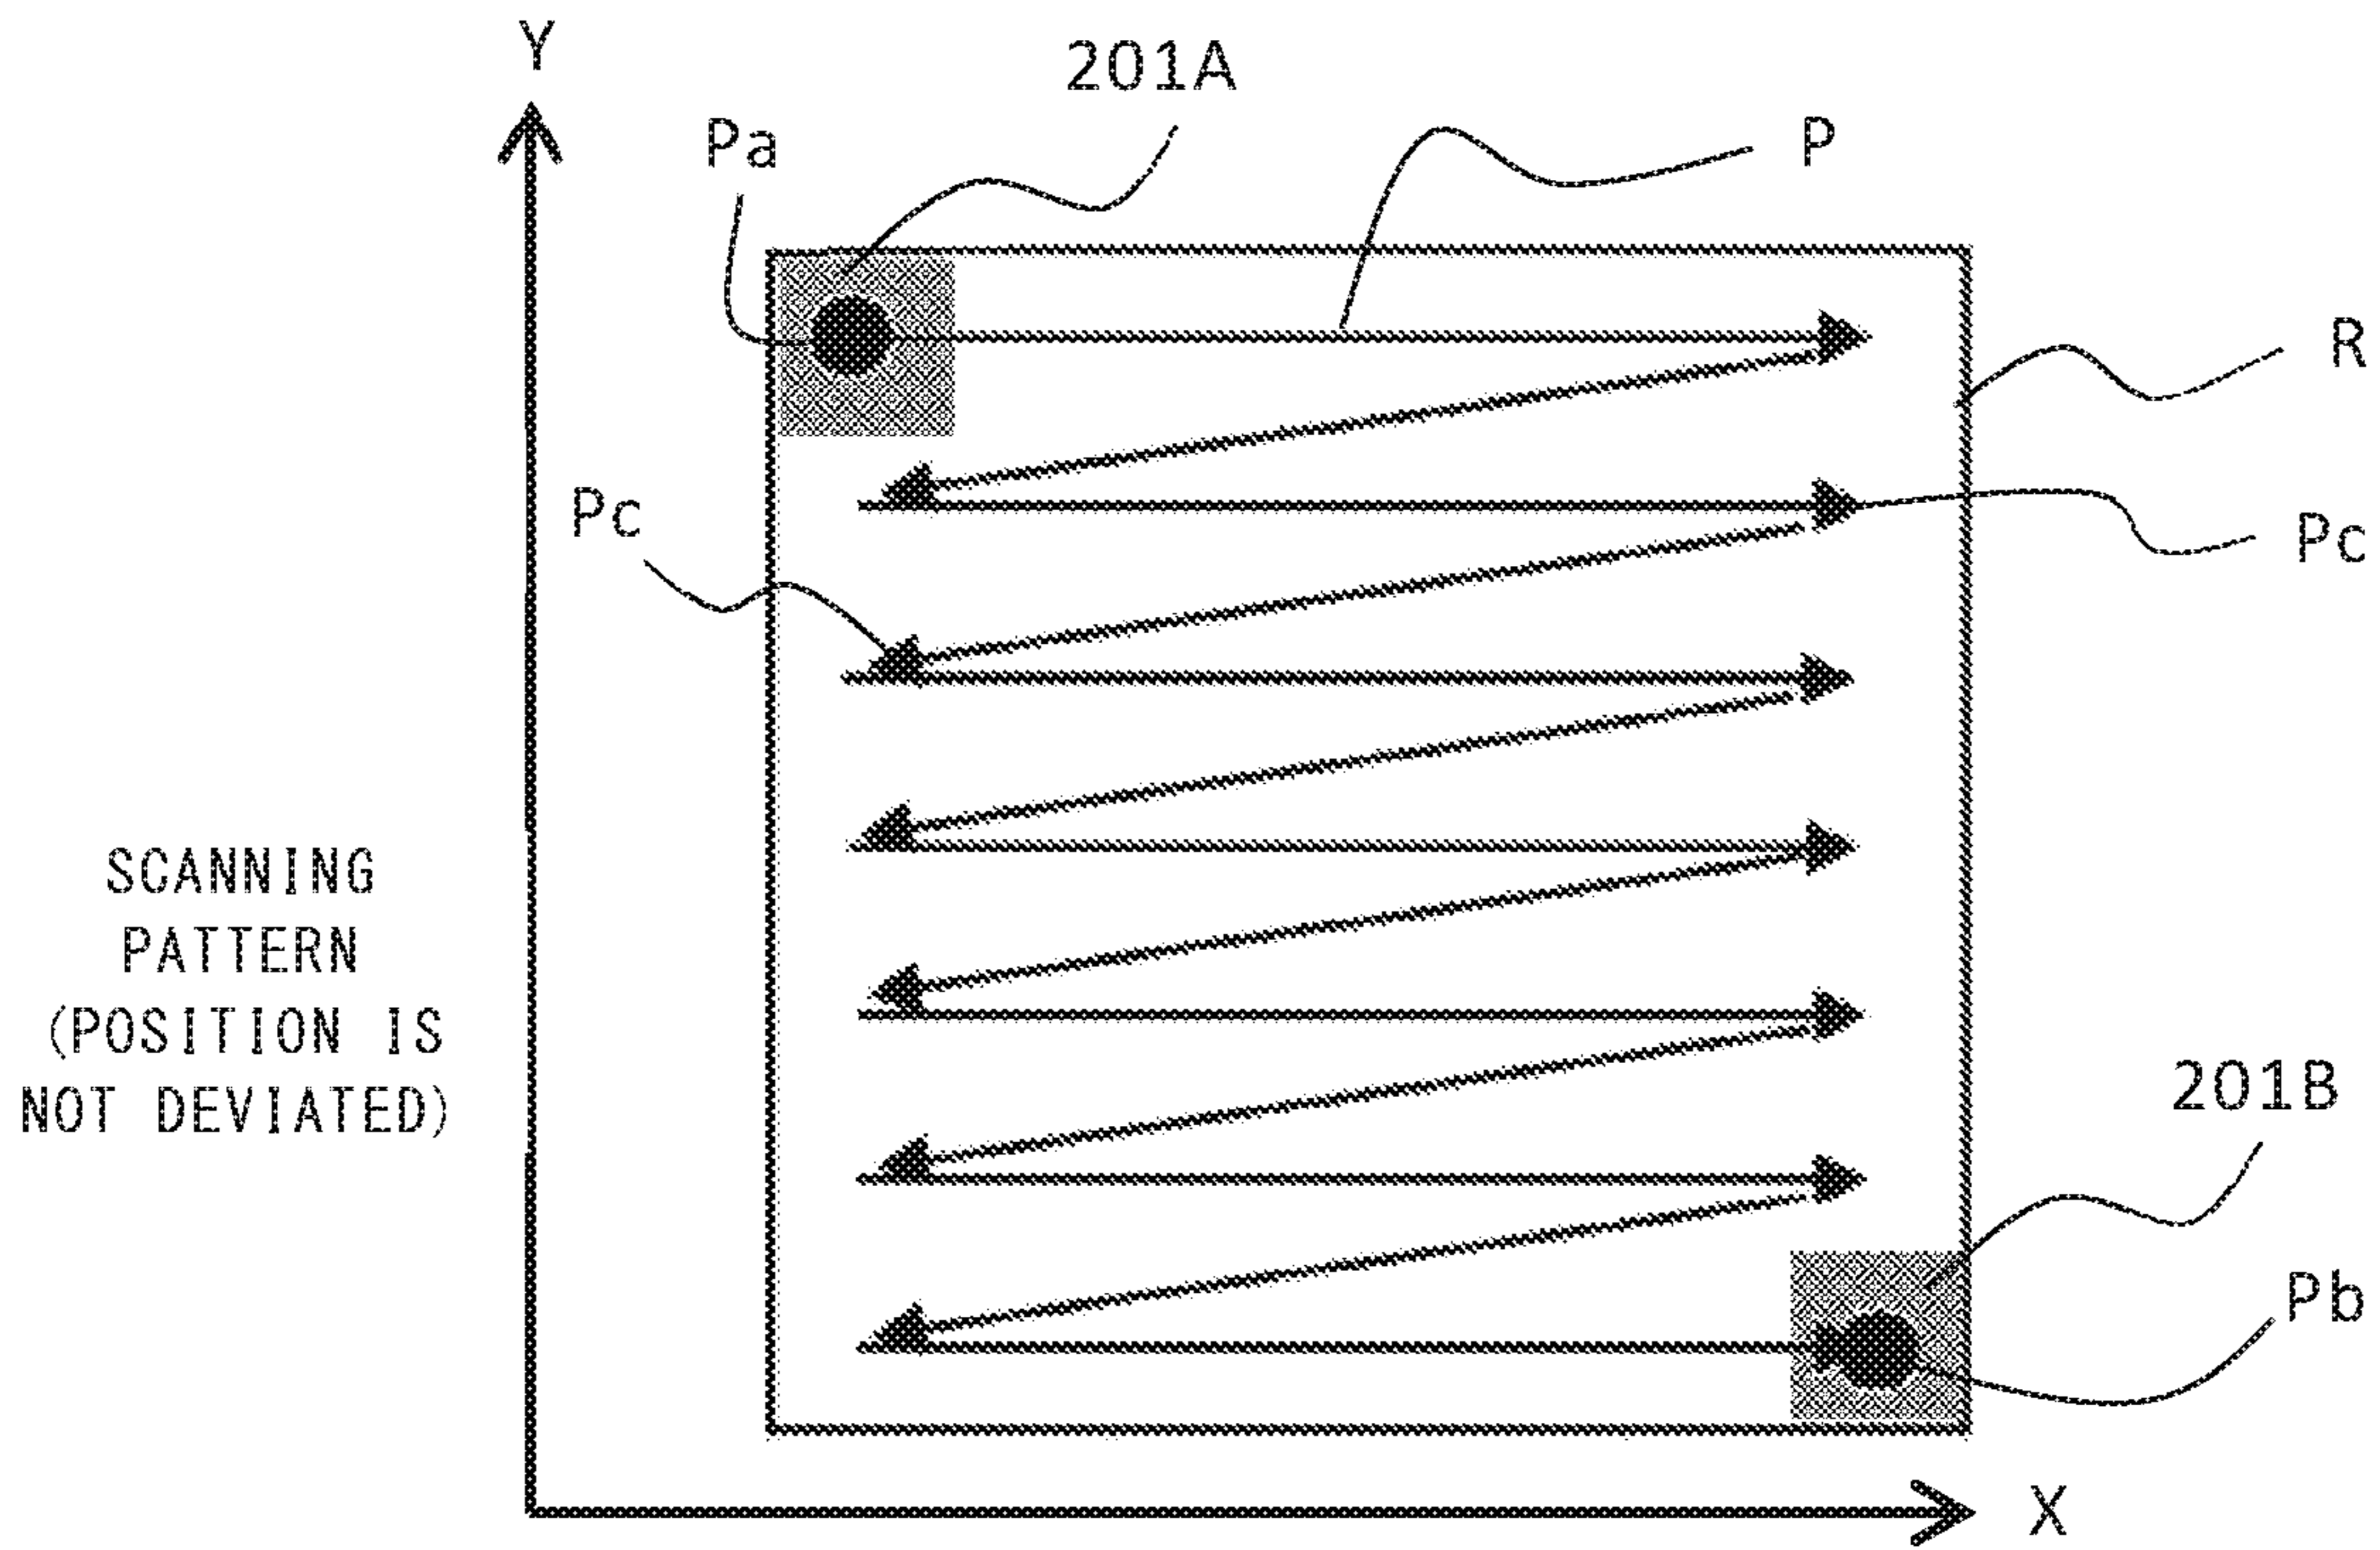 Y
201A
Pa
P
R
Pc
Pc
SCANNING
PATTERN
(POSITION IS
NOT DEVIATED)
201B
Pb
X